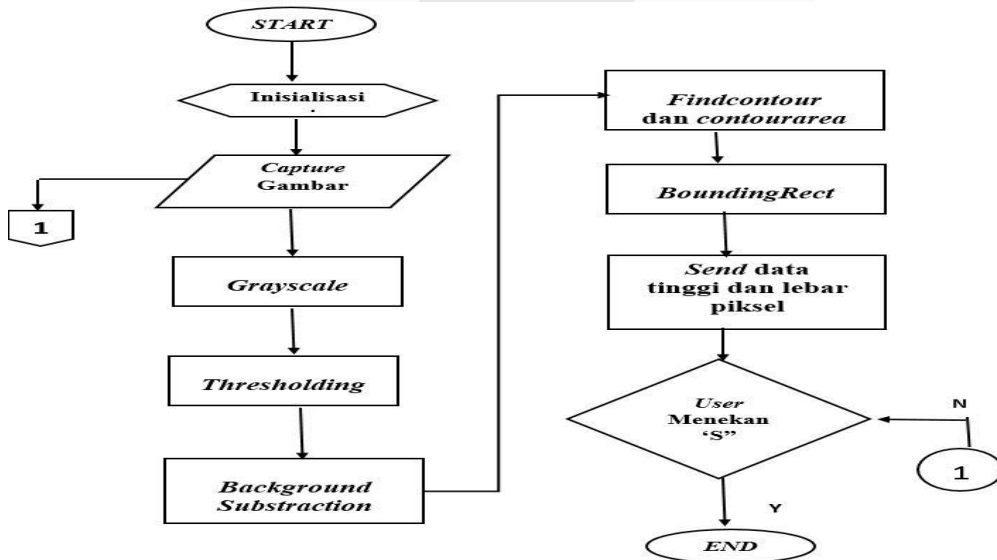 START
Inisialisasi
.
Capture
Gambar
1
Grayscale
Thresholding
Background
Substraction
Findcontour
dan contourarea
BoundingRect
Send data
tinggi dan lebar
piksel
User
Menekan
‘S”
N
1
Y
END